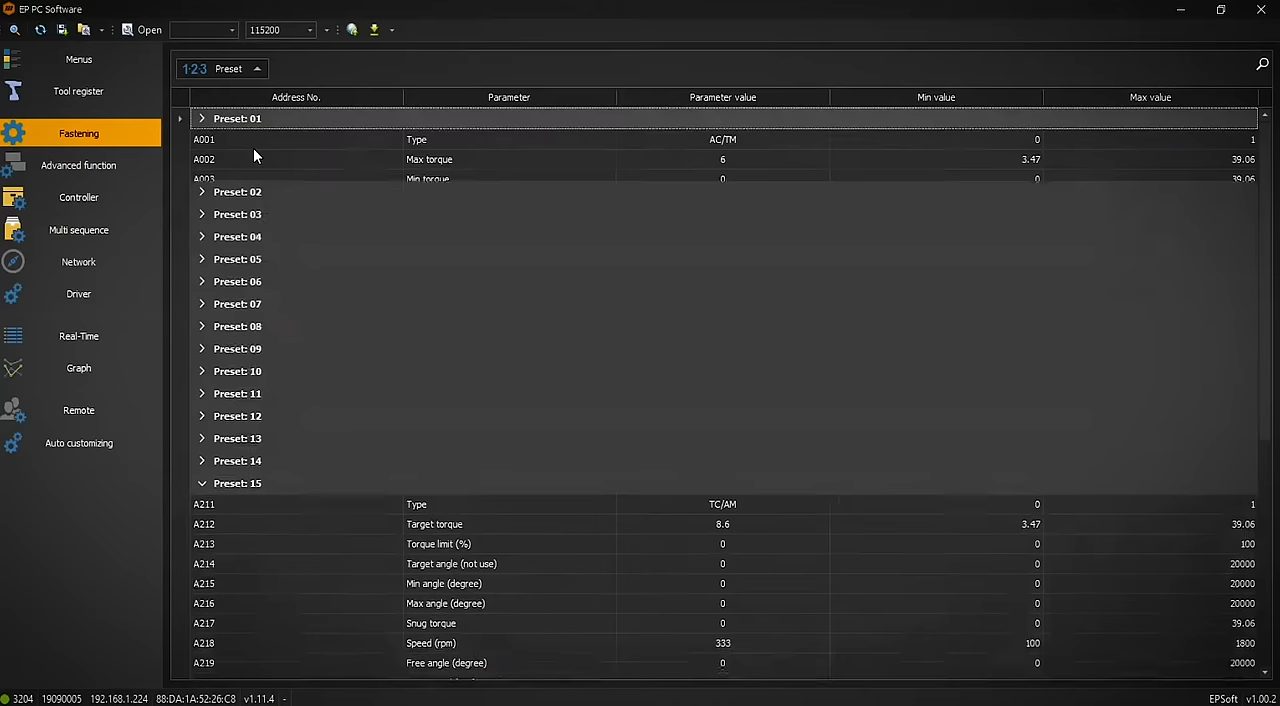 EP PC Software
Open 115200
Menus
Tool register
Fastening
Advanced function
Controller
Multi sequence
Network
Driver
Real-Time
Graph
Remote
Auto customizing
1·2·3 Preset
Address No. Parameter Parameter value Min value Max value
Preset: 01
A001 Type AC/TM 0 1
A002 Max torque 6 3.47 39.06
A003 Min torque 0 0 39.06
Preset: 02
Preset: 03
Preset: 04
Preset: 05
Preset: 06
Preset: 07
Preset: 08
Preset: 09
Preset: 10
Preset: 11
Preset: 12
Preset: 13
Preset: 14
Preset: 15
A211 Type TC/AM 0 1
A212 Target torque 8.6 3.47 39.06
A213 Torque limit (%) 0 0 100
A214 Target angle (not use) 0 0 20000
A215 Min angle (degree) 0 0 20000
A216 Max angle (degree) 0 0 20000
A217 Snug torque 0 0 39.06
A218 Speed (rpm) 333 100 1800
A219 Free angle (degree) 0 0 20000
3204 19090005 192.168.1.224 88:DA:1A:52:26:C8 v1.11.4 - EPSoft v1.00.2